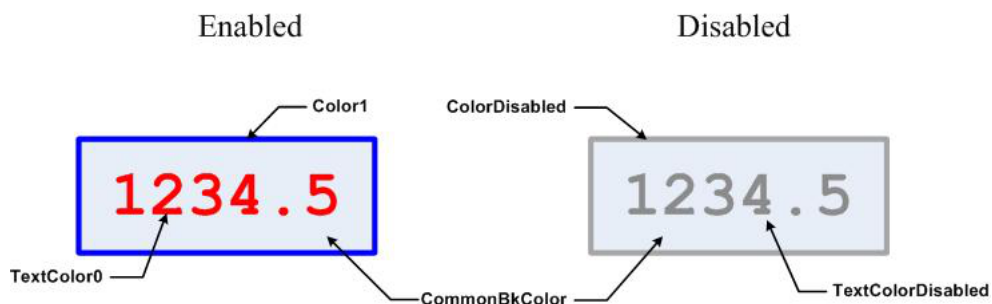 Enabled
Disabled
Color1
ColorDisabled
1234.5
1234.5
TextColor0
CommonBkColor
TextColorDisabled